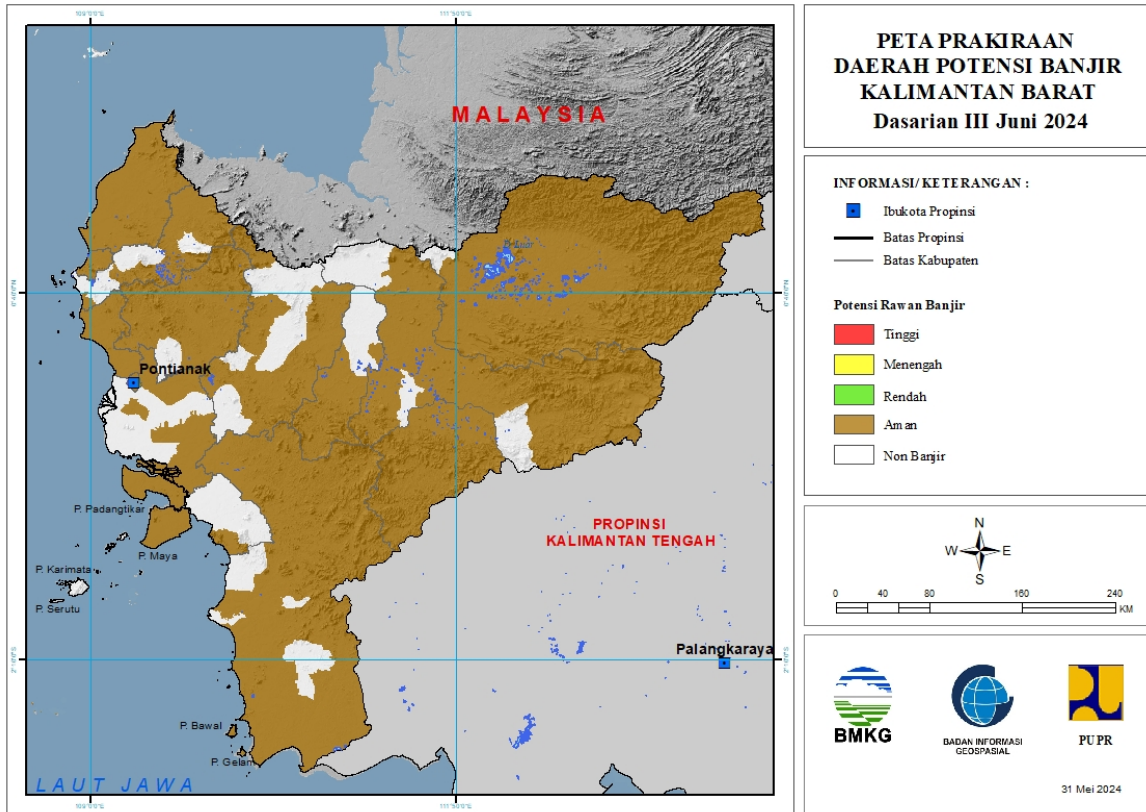 PETA PRAKIRAAN
DAERAH POTENSI BANJIR
KALIMANTAN BARAT
Dasarian III Juni 2024
INFORMASI/ KETERANGAN :
Ibukota Propinsi
Batas Propinsi
Batas Kabupaten
Potensi Rawan Banjir
Tinggi
Menengah
Rendah
Aman
Non Banjir
N
W E
S
0 40 80 160 240
KM
BMKG
BADAN INFORMASI
GEOSPASIAL
PUPR
31 Mei 2024
MALAYSIA
Pontianak
P. Padangtikar
P. Maya
P. Karimata
P. Serutu
PROPINSI
KALIMANTAN TENGAH
Palangkaraya
P. Bawal
P. Gelam
LAUT JAWA